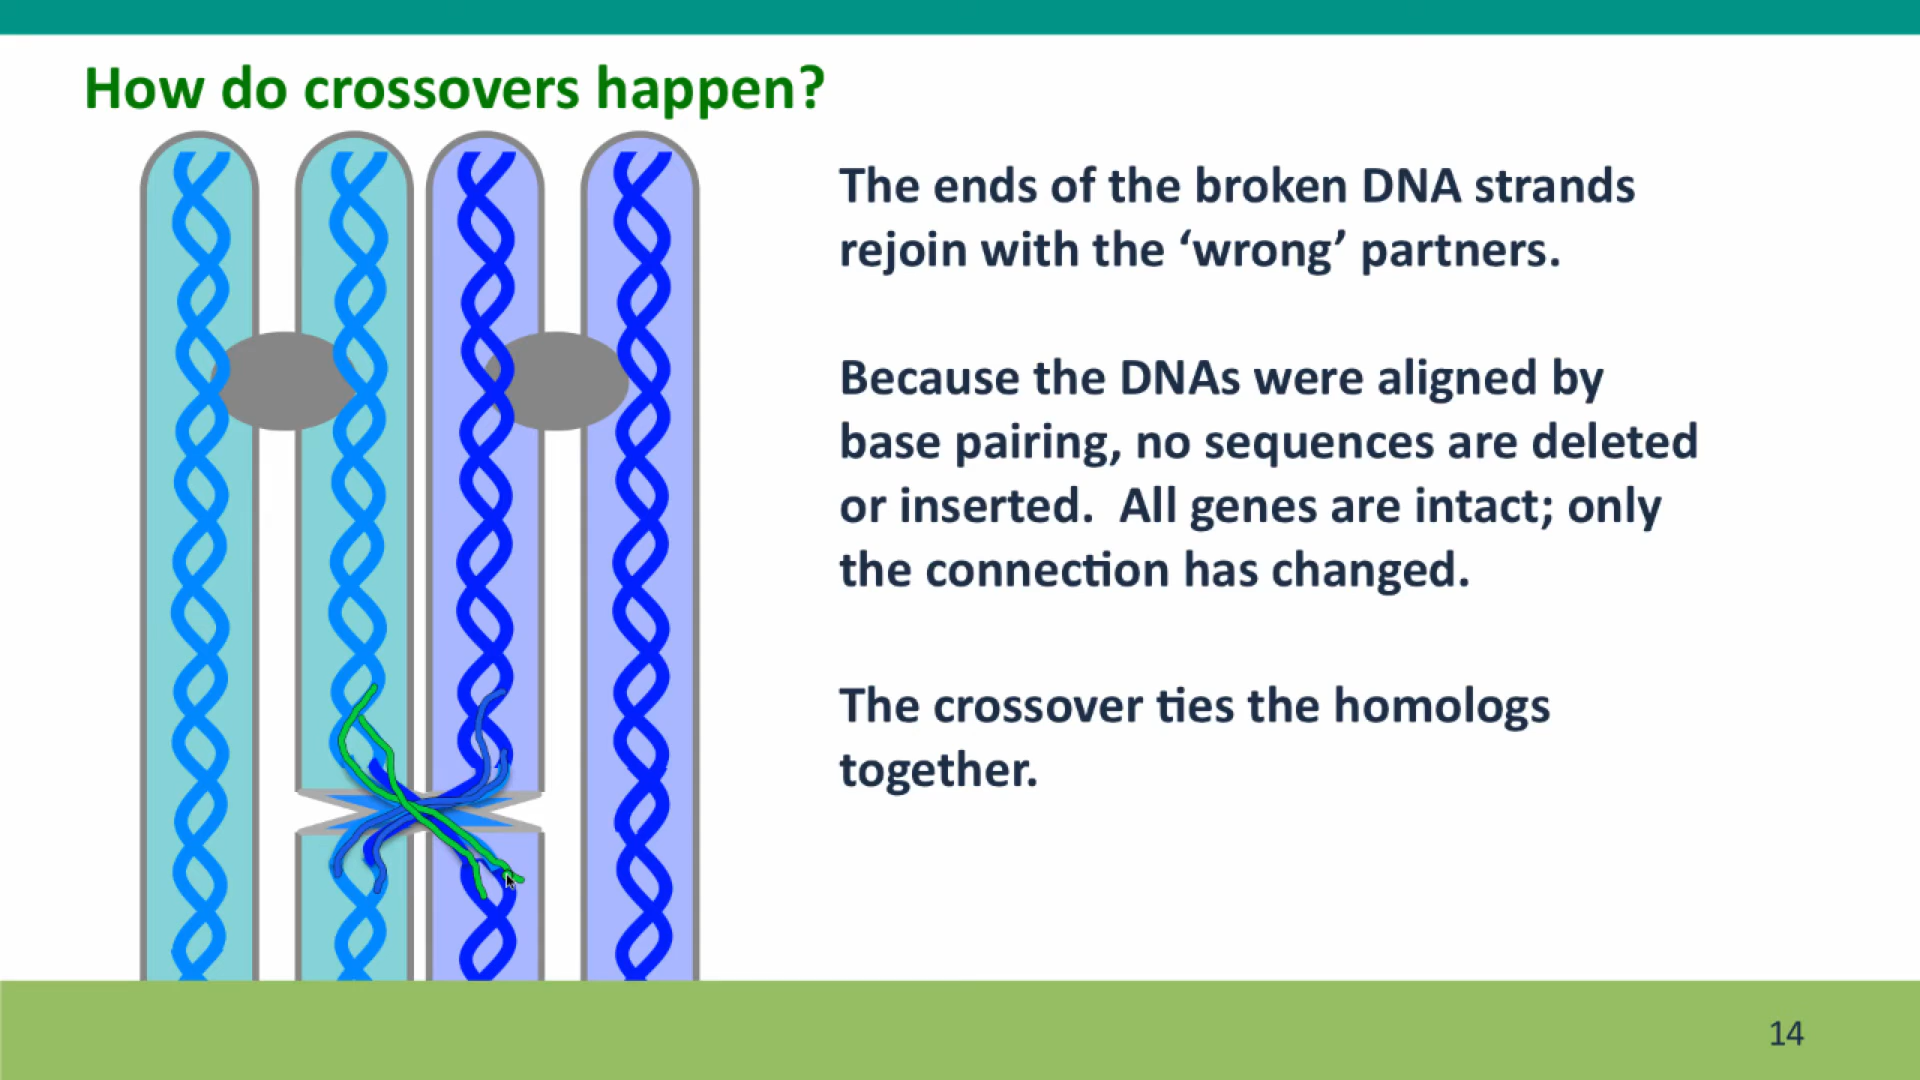 How do crossovers happen?
The ends of the broken DNA strands
rejoin with the ‘wrong’ partners.
Because the DNAs were aligned by
base pairing, no sequences are deleted
or inserted.  All genes are intact; only
the connection has changed.
The crossover ties the homologs
together.
14